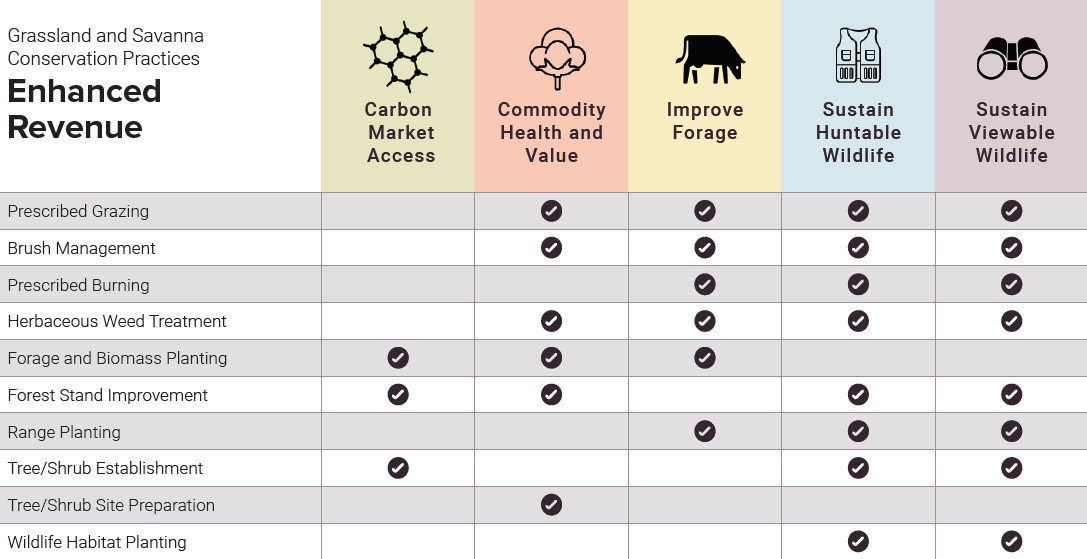 Grassland and Savanna
Conservation Practices
Enhanced
Revenue
Carbon
Market
Access
Commodity
Health and
Value
Improve
Forage
Sustain
Huntable
Wildlife
Sustain
Viewable
Wildlife
Prescribed Grazing
Brush Management
Prescribed Burning
Herbaceous Weed Treatment
Forage and Biomass Planting
Forest Stand Improvement
Range Planting
Tree/Shrub Establishment
Tree/Shrub Site Preparation
Wildlife Habitat Planting